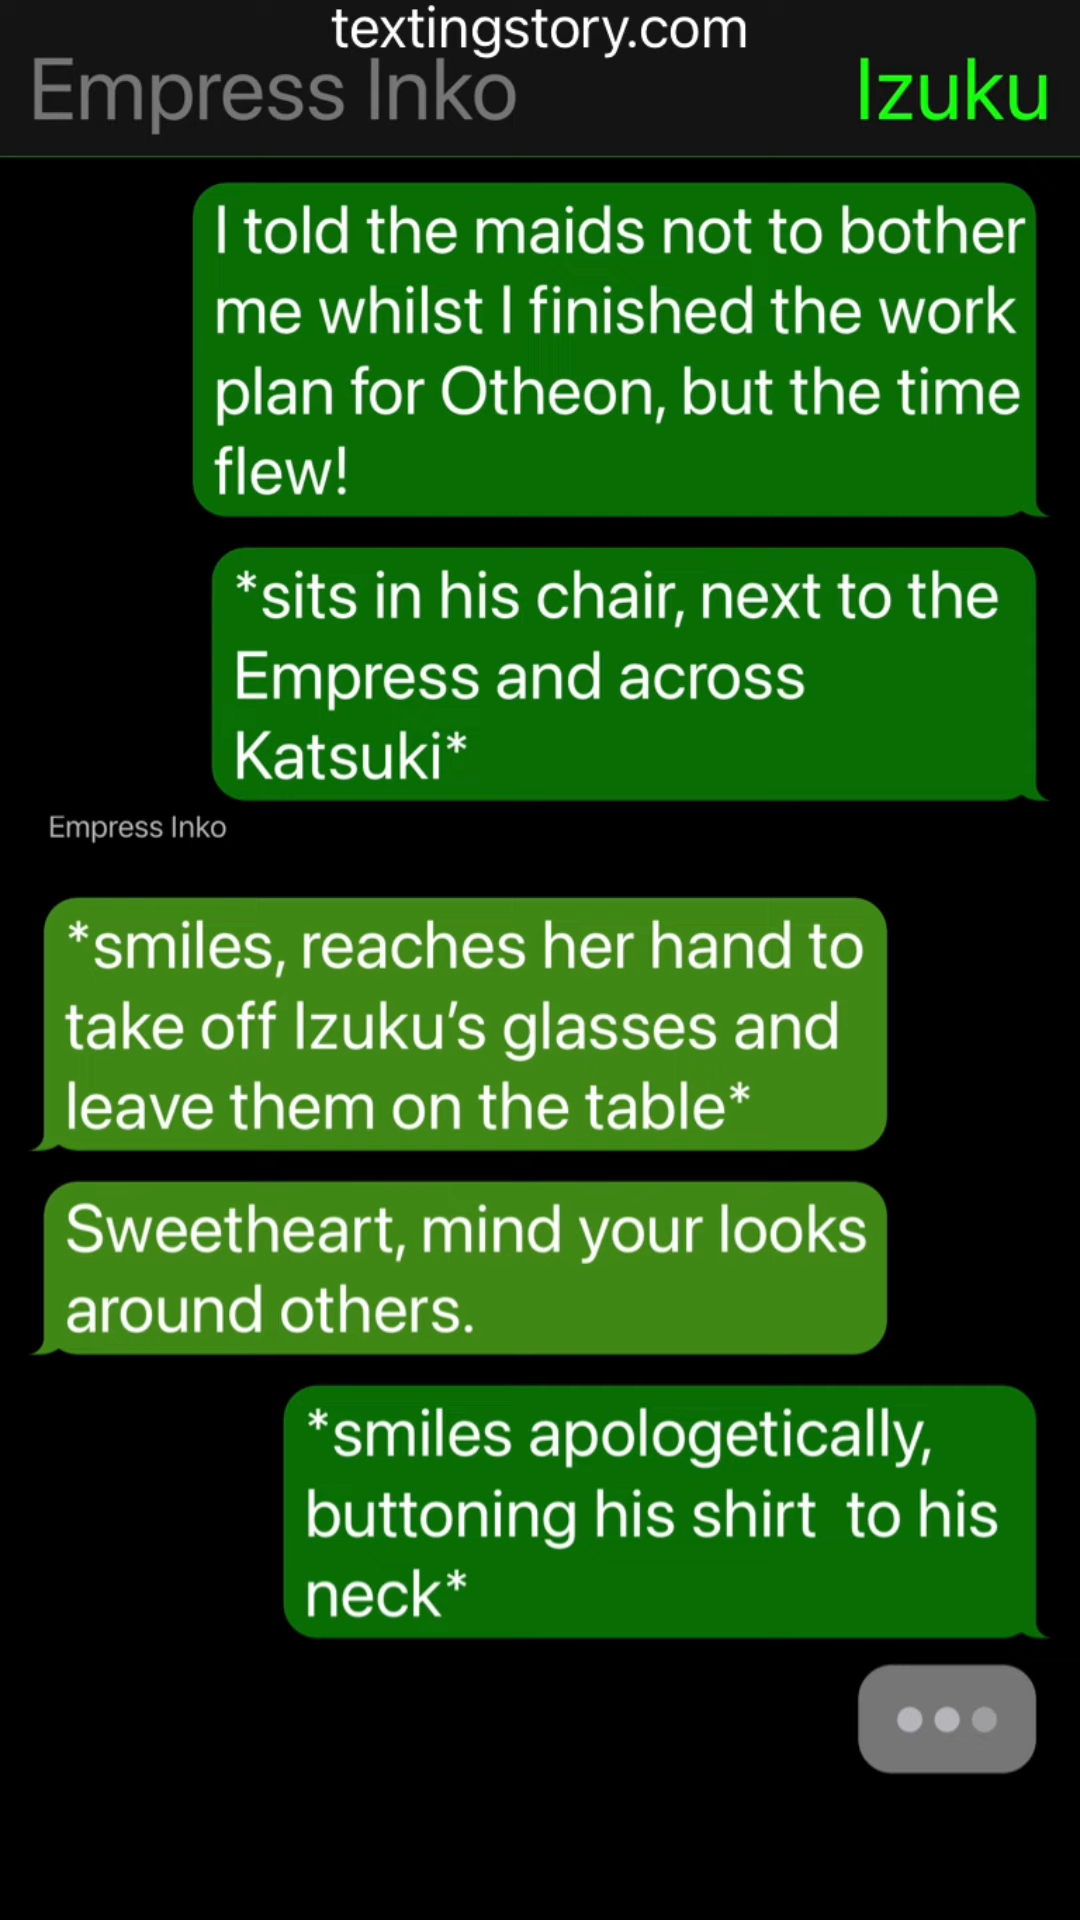 textingstory.com
Empress Inko Izuku
I told the maids not to bother
me whilst I finished the work
plan for Otheon, but the time
flew!
*sits in his chair, next to the
Empress and across
Katsuki*
Empress Inko
*smiles, reaches her hand to
take off Izuku’s glasses and
leave them on the table*
Sweetheart, mind your looks
around others.
*smiles apologetically,
buttoning his shirt  to his
neck*